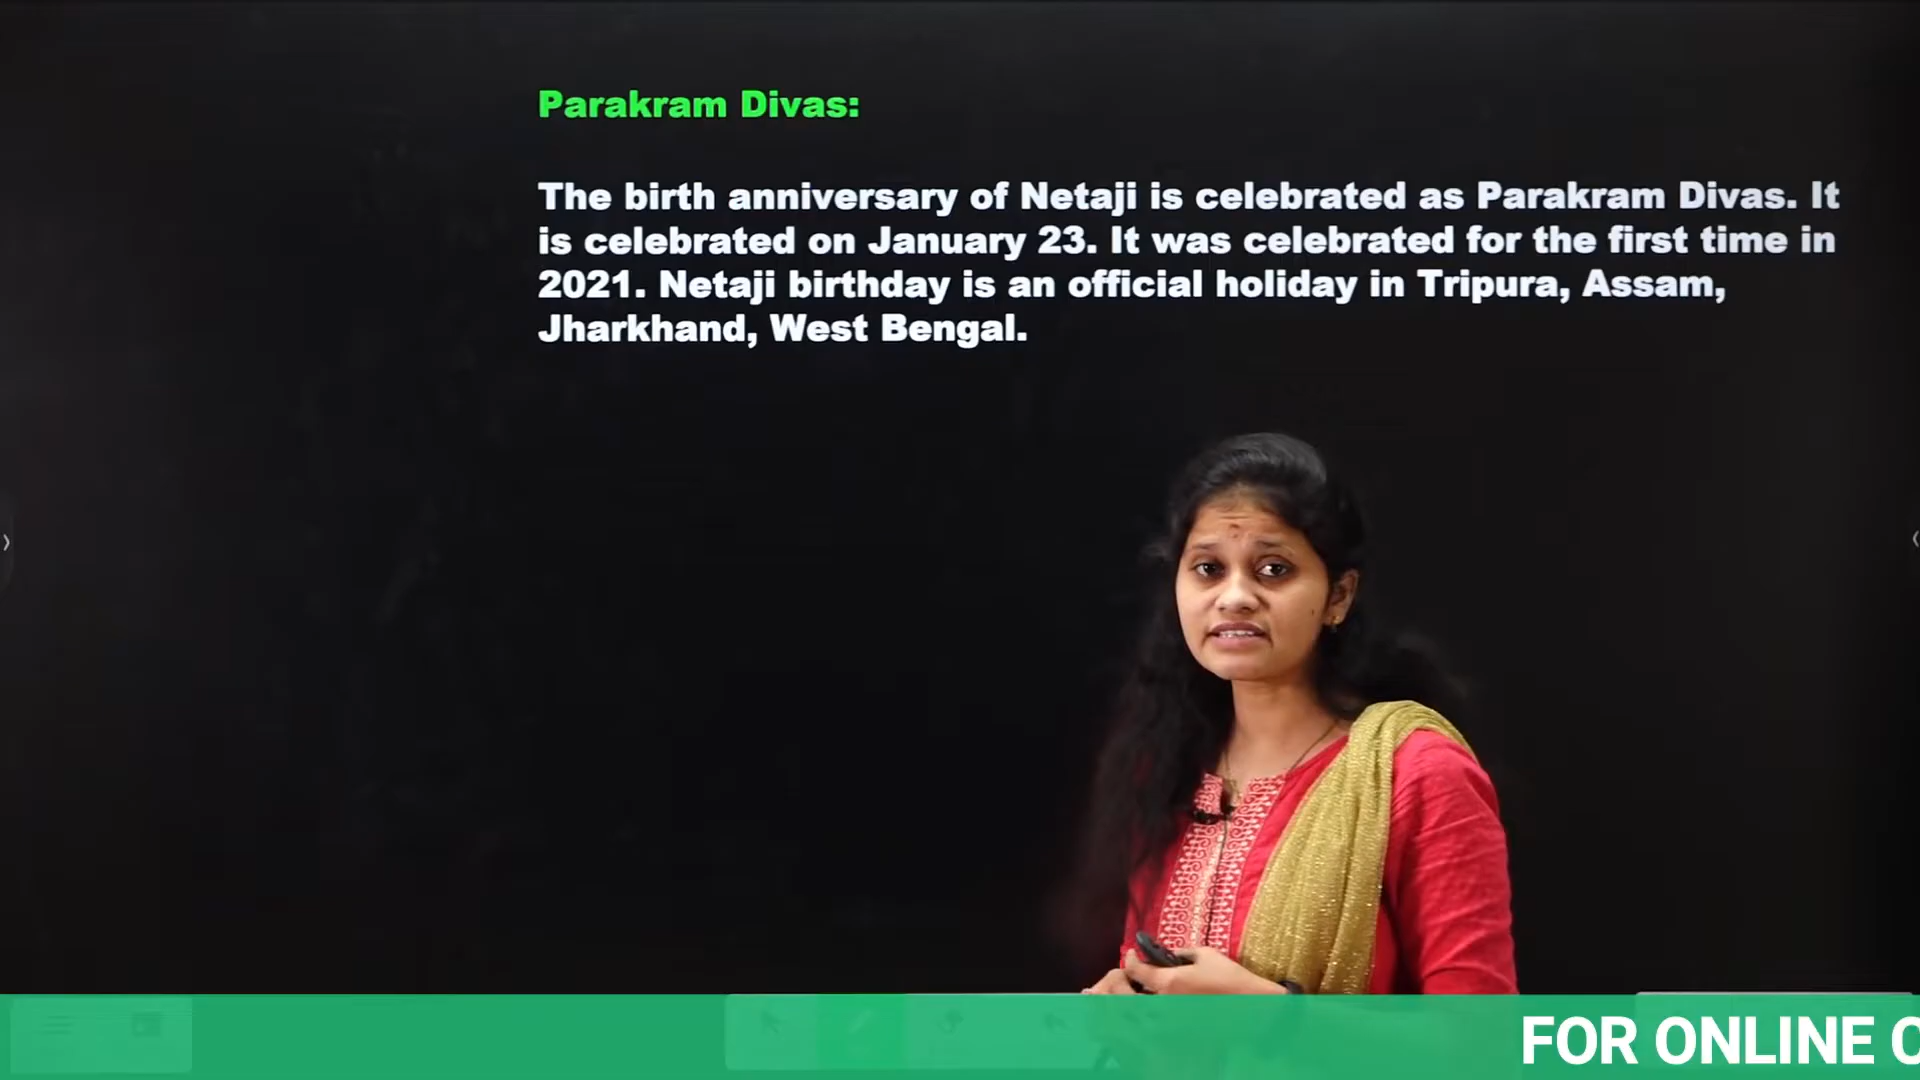 Parakram Divas:
The birth anniversary of Netaji is celebrated as Parakram Divas. It
is celebrated on January 23. It was celebrated for the first time in
2021. Netaji birthday is an official holiday in Tripura, Assam,
Jharkhand, West Bengal.
FOR ONLINE